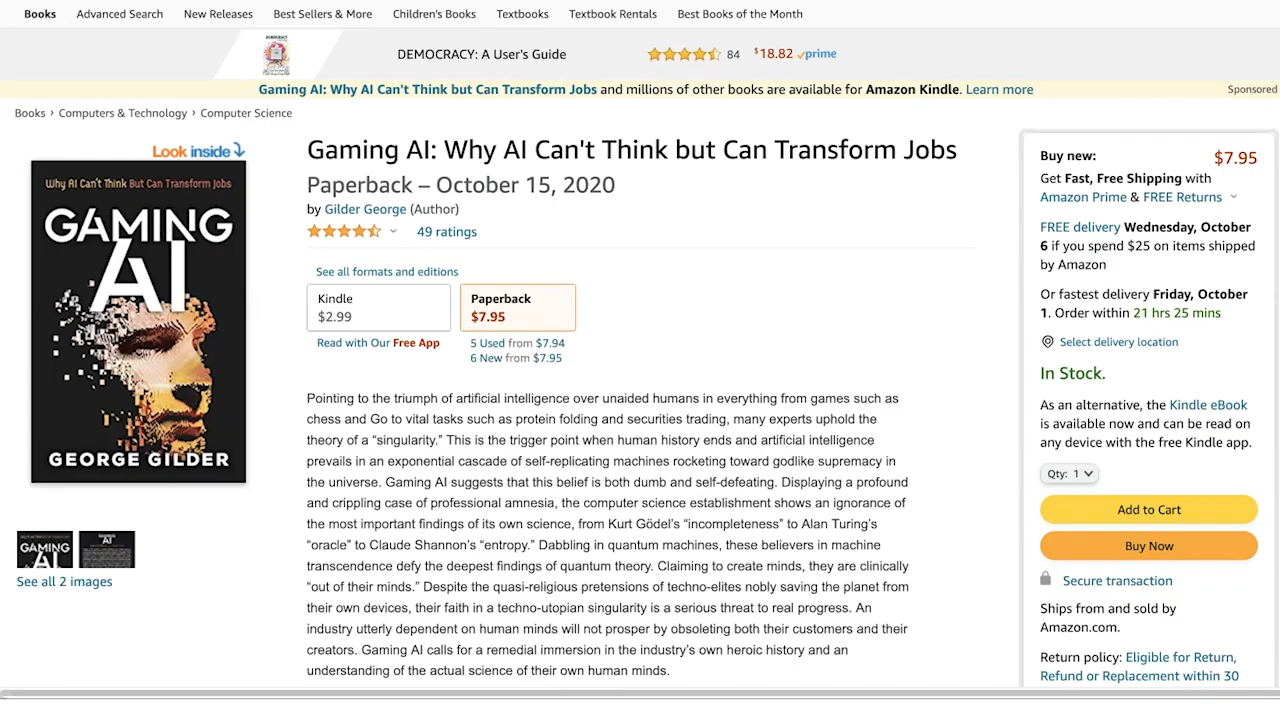 Books Advanced Search New Releases Best Sellers & More Children's Books Textbooks Textbook Rentals Best Books of the Month
DEMOCRACY: A User's Guide 84 $18.82 prime
Gaming AI: Why AI Can't Think but Can Transform Jobs and millions of other books are available for Amazon Kindle. Learn more
Sponsored
Books › Computers & Technology › Computer Science
Look inside
Why AI Can't Think But Can Transform Jobs
GAMING
AI
GEORGE GILDER
GAMING
AI
See all 2 images
Gaming AI: Why AI Can't Think but Can Transform Jobs
Paperback – October 15, 2020
by Gilder George (Author)
49 ratings
See all formats and editions
Kindle
$2.99
Read with Our Free App
Paperback
$7.95
5 Used from $7.94
6 New from $7.95
Pointing to the triumph of artificial intelligence over unaided humans in everything from games such as
chess and Go to vital tasks such as protein folding and securities trading, many experts uphold the
theory of a “singularity.” This is the trigger point when human history ends and artificial intelligence
prevails in an exponential cascade of self-replicating machines rocketing toward godlike supremacy in
the universe. Gaming AI suggests that this belief is both dumb and self-defeating. Displaying a profound
and crippling case of professional amnesia, the computer science establishment shows an ignorance of
the most important findings of its own science, from Kurt Gödel’s “incompleteness” to Alan Turing’s
“oracle” to Claude Shannon’s “entropy.” Dabbling in quantum machines, these believers in machine
transcendence defy the deepest findings of quantum theory. Claiming to create minds, they are clinically
“out of their minds.” Despite the quasi-religious pretensions of techno-elites nobly saving the planet from
their own devices, their faith in a techno-utopian singularity is a serious threat to real progress. An
industry utterly dependent on human minds will not prosper by obsoleting both their customers and their
creators. Gaming AI calls for a remedial immersion in the industry’s own heroic history and an
understanding of the actual science of their own human minds.
Buy new: $7.95
Get Fast, Free Shipping with
Amazon Prime & FREE Returns
FREE delivery Wednesday, October
6 if you spend $25 on items shipped
by Amazon
Or fastest delivery Friday, October
1. Order within 21 hrs 25 mins
Select delivery location
In Stock.
As an alternative, the Kindle eBook
is available now and can be read on
any device with the free Kindle app.
Qty: 1
Add to Cart
Buy Now
Secure transaction
Ships from and sold by
Amazon.com.
Return policy: Eligible for Return,
Refund or Replacement within 30